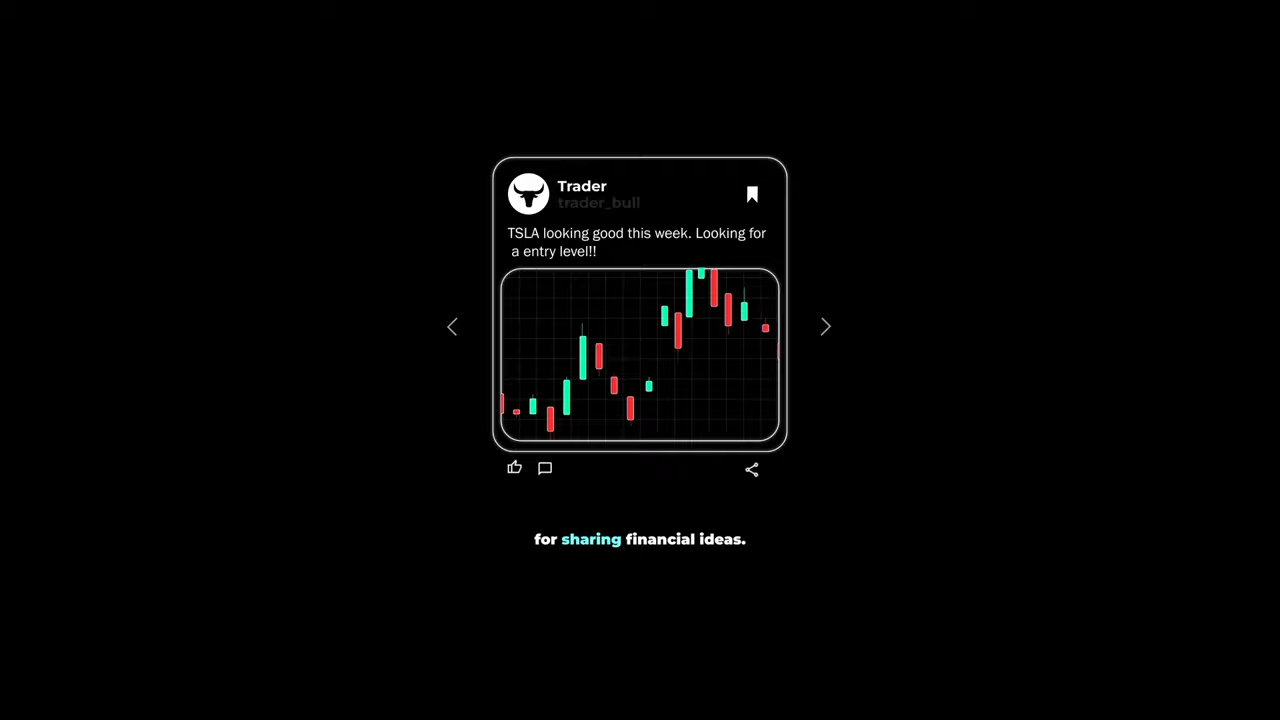 Trader
trader_bull
TSLA looking good this week. Looking for
a entry level!!
for sharing financial ideas.